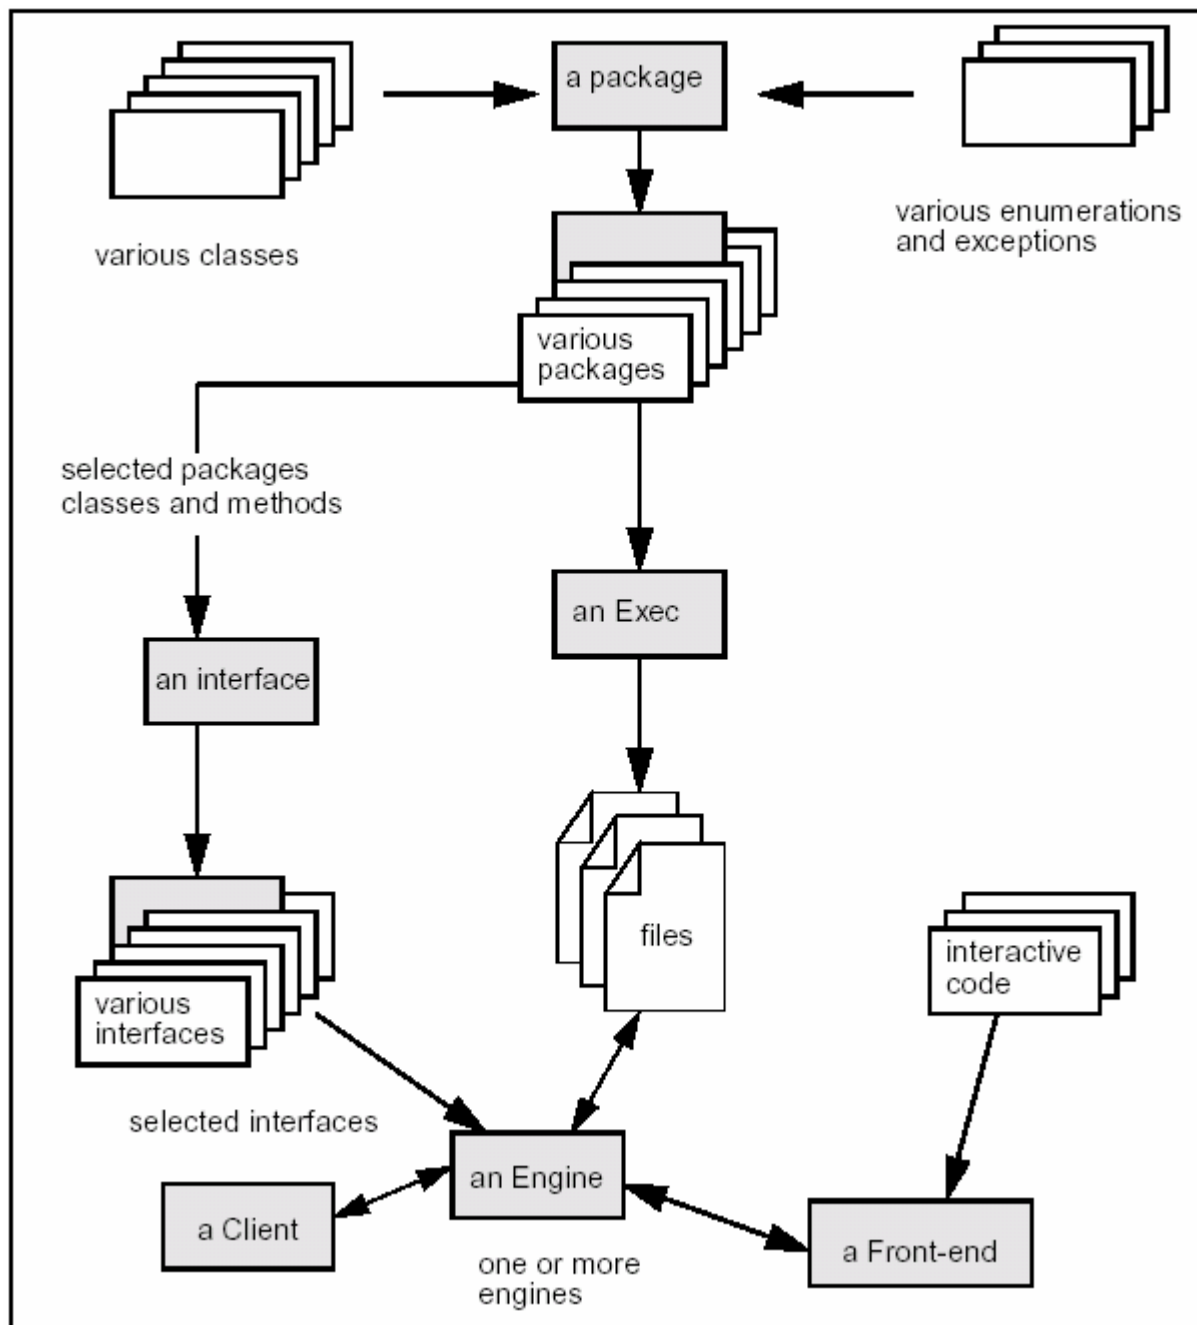 a package
various enumerations
and exceptions
various classes
various
packages
selected packages
classes and methods
an Exec
an interface
files
interactive
code
various
interfaces
selected interfaces
an Engine
a Client
a Front-end
one or more
engines